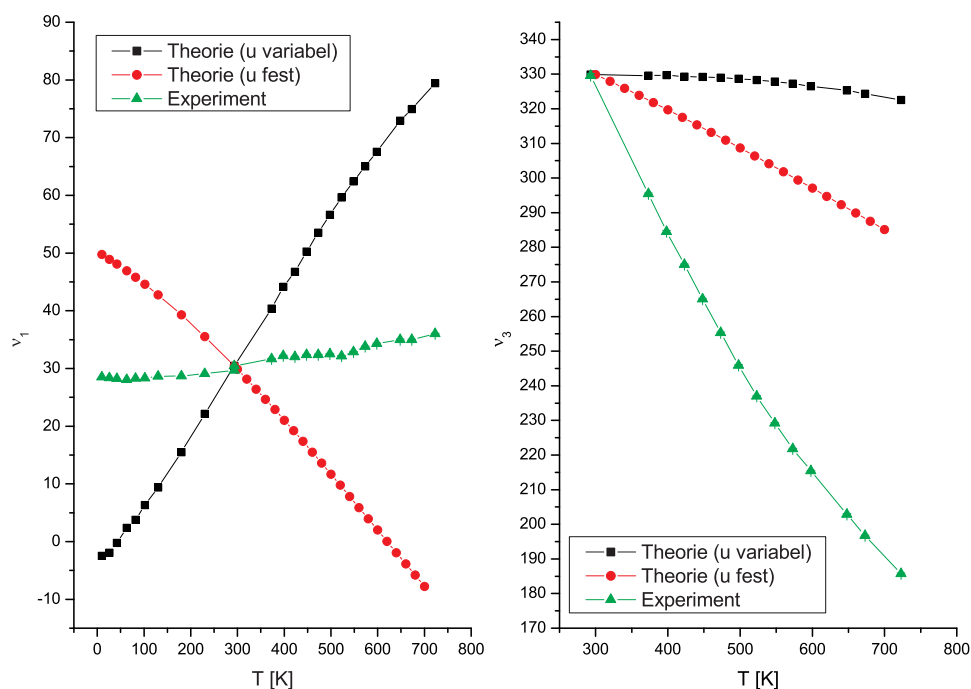 90
80
70
60
50
40
30
20
10
0
-10
ν1
0 100 200 300 400 500 600 700 800
T [K]
Theorie (u variabel)
Theorie (u fest)
Experiment
340
330
320
310
300
290
280
270
260
250
240
230
220
210
200
190
180
170
ν3
300 400 500 600 700 800
T [K]
Theorie (u variabel)
Theorie (u fest)
Experiment